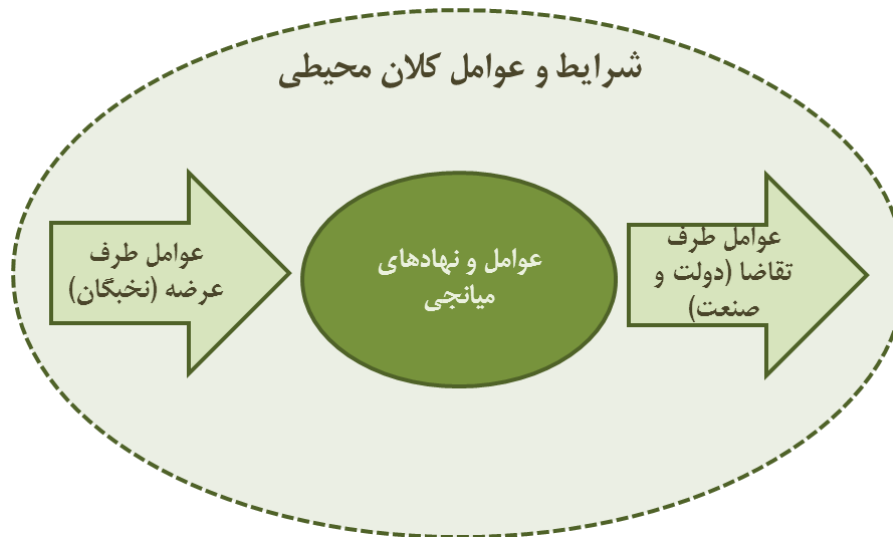 شرایط و عوامل کلان محیطی
عوامل طرف
تقاضا (دولت و
صنعت)
عوامل و نهادهای
میانجی
عوامل طرف
عرضه (نخبگان)